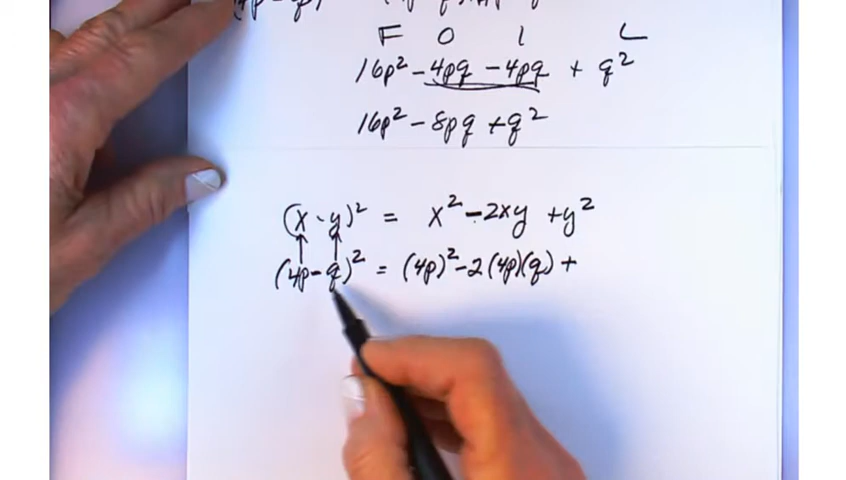 F O I L
16p² - 4pq - 4pq + q²
16p² - 8pq + q²
(x - y)² = x² - 2xy + y²
(4p - q)² = (4p)² - 2(4p)(q) +